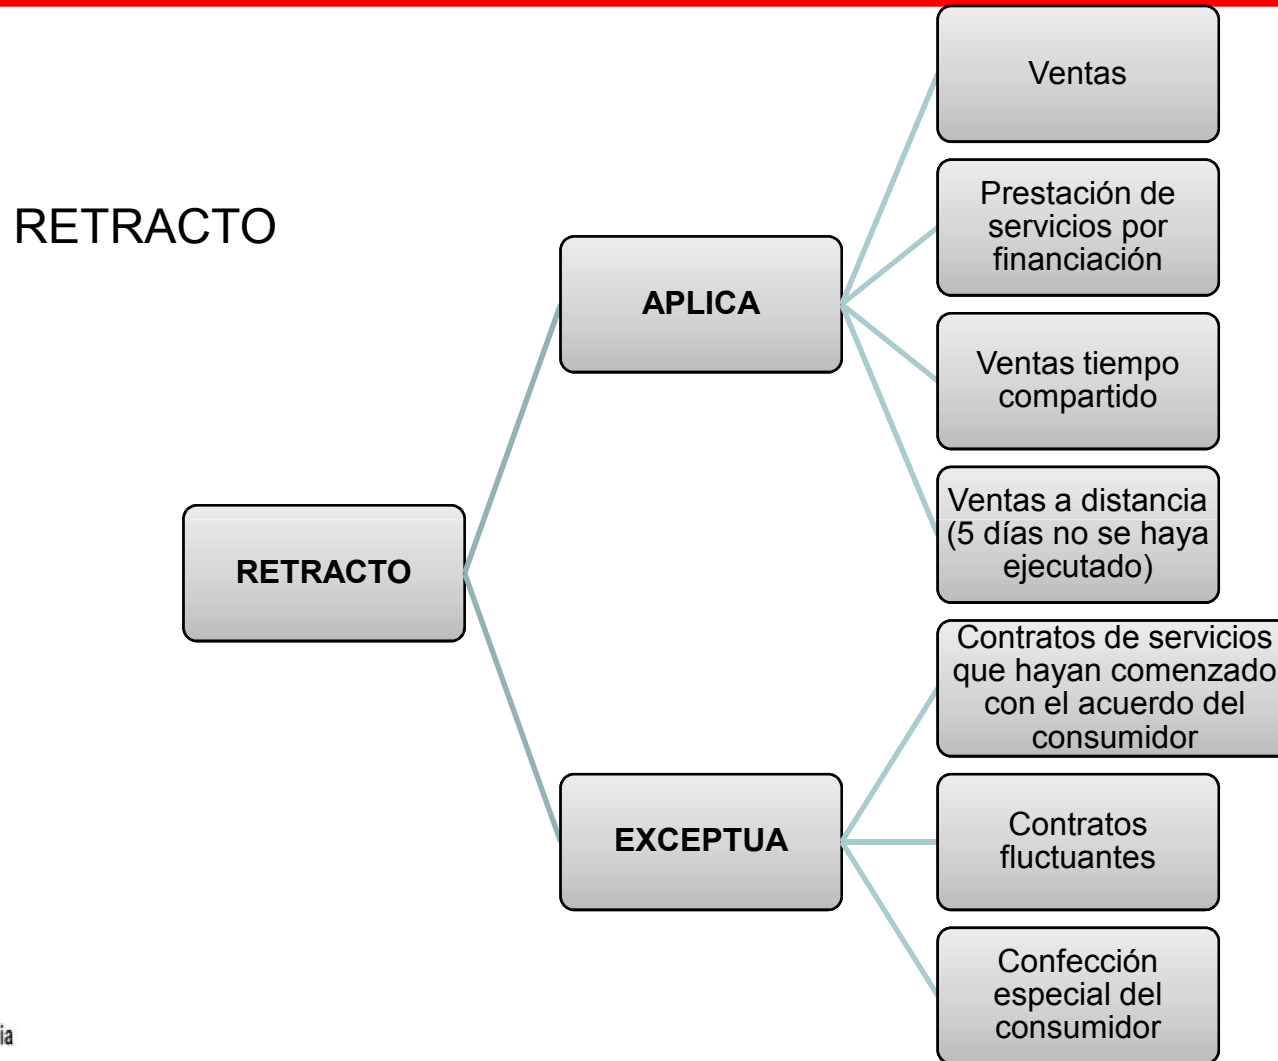 RETRACTO
RETRACTO
APLICA
Ventas
Prestación de
servicios por
financiación
Ventas tiempo
compartido
Ventas a distancia
(5 días no se haya
ejecutado)
EXCEPTUA
Contratos de servicios
que hayan comenzado
con el acuerdo del
consumidor
Contratos
fluctuantes
Confección
especial del
consumidor
ia